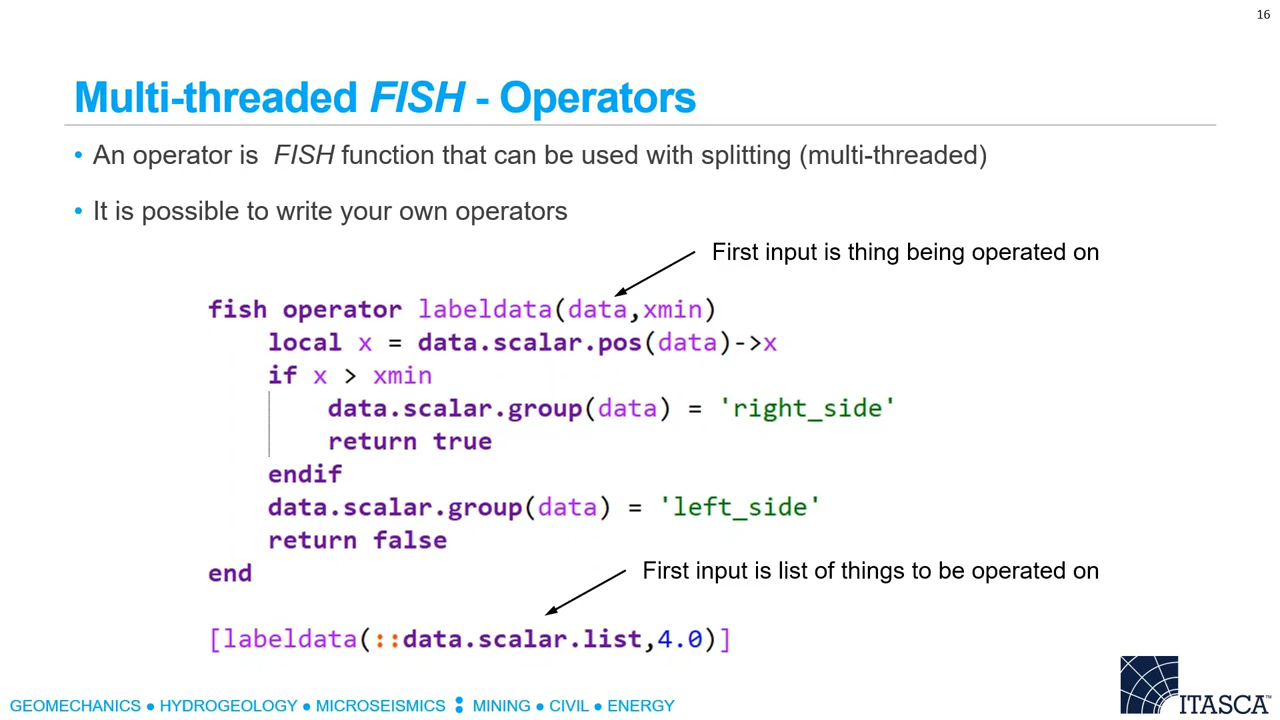 16
Multi-threaded FISH - Operators
• An operator is FISH function that can be used with splitting (multi-threaded)
• It is possible to write your own operators
First input is thing being operated on
fish operator labeldata(data,xmin)
    local x = data.scalar.pos(data)->x
    if x > xmin
        data.scalar.group(data) = 'right_side'
        return true
    endif
    data.scalar.group(data) = 'left_side'
    return false
end
First input is list of things to be operated on
[labeldata(::data.scalar.list,4.0)]
GEOMECHANICS ● HYDROGEOLOGY ● MICROSEISMICS : MINING ● CIVIL ● ENERGY
ITASCA™